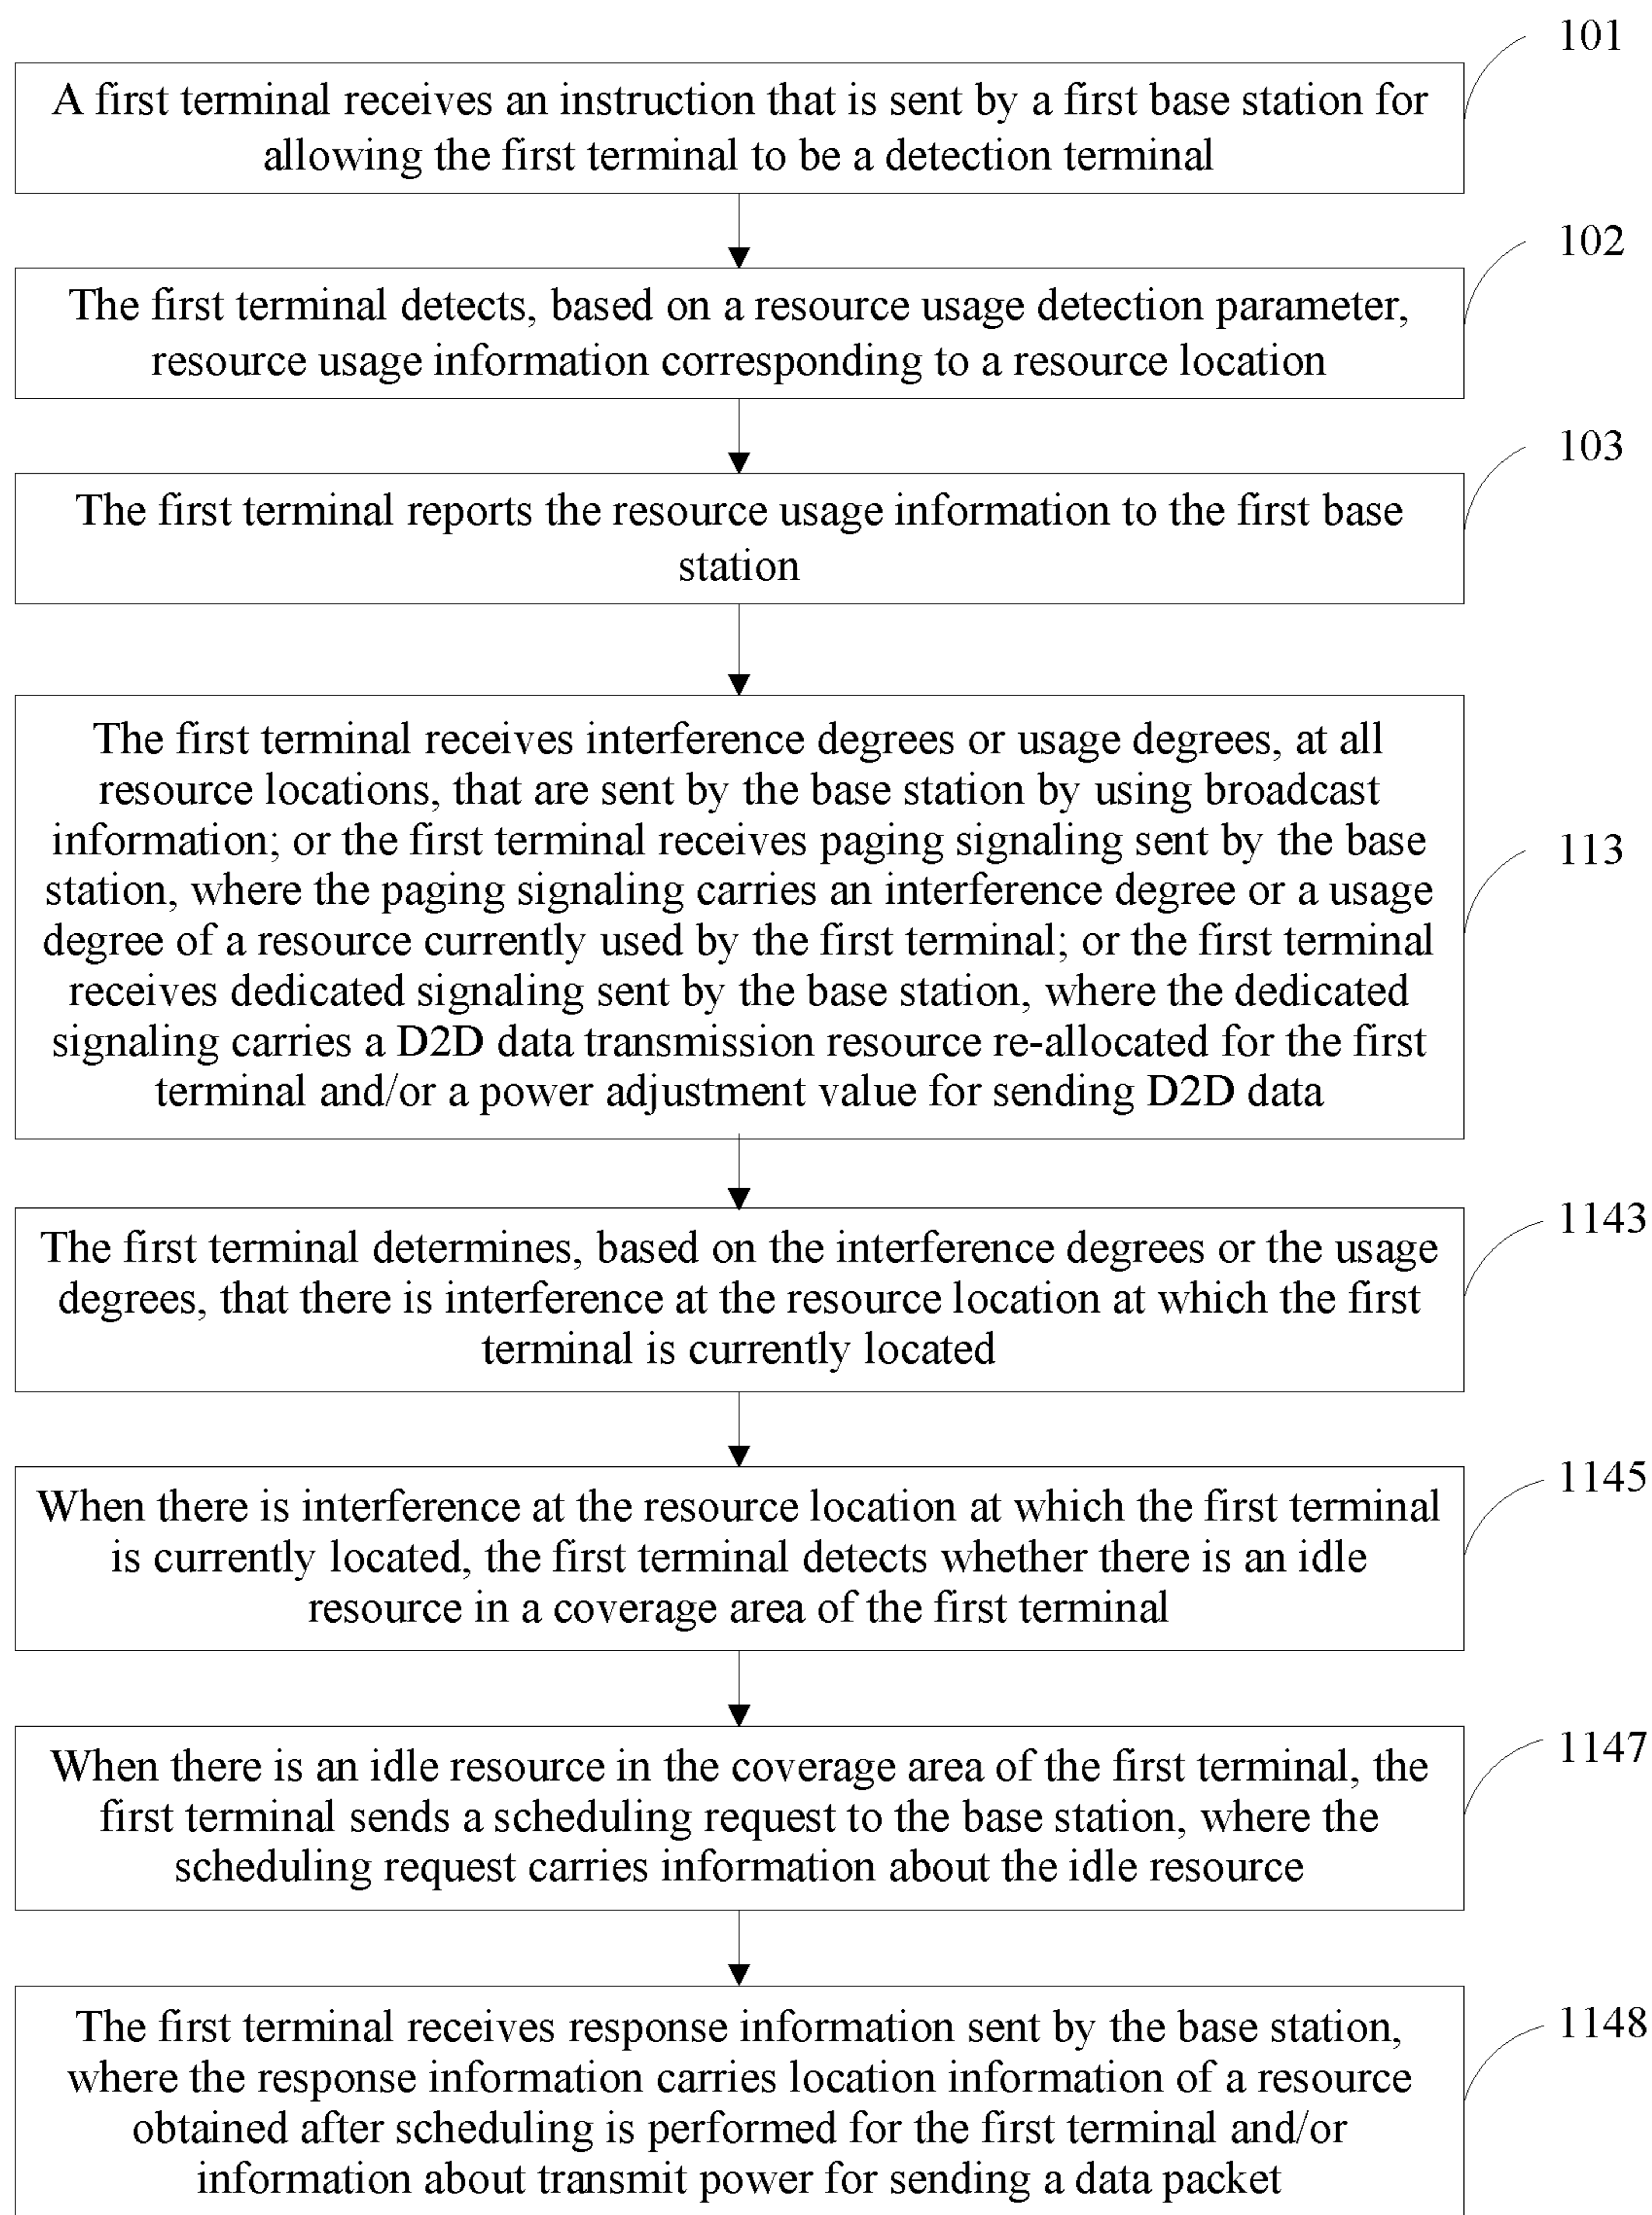 101
A first terminal receives an instruction that is sent by a first base station for
allowing the first terminal to be a detection terminal
102
The first terminal detects, based on a resource usage detection parameter,
resource usage information corresponding to a resource location
103
The first terminal reports the resource usage information to the first base
station
The first terminal receives interference degrees or usage degrees, at all
resource locations, that are sent by the base station by using broadcast
information; or the first terminal receives paging signaling sent by the base
station, where the paging signaling carries an interference degree or a usage
degree of a resource currently used by the first terminal; or the first terminal
receives dedicated signaling sent by the base station, where the dedicated
signaling carries a D2D data transmission resource re-allocated for the first
terminal and/or a power adjustment value for sending D2D data
113
The first terminal determines, based on the interference degrees or the usage
degrees, that there is interference at the resource location at which the first
terminal is currently located
1143
When there is interference at the resource location at which the first terminal
is currently located, the first terminal detects whether there is an idle
resource in a coverage area of the first terminal
1145
When there is an idle resource in the coverage area of the first terminal, the
first terminal sends a scheduling request to the base station, where the
scheduling request carries information about the idle resource
1147
The first terminal receives response information sent by the base station,
where the response information carries location information of a resource
obtained after scheduling is performed for the first terminal and/or
information about transmit power for sending a data packet
1148